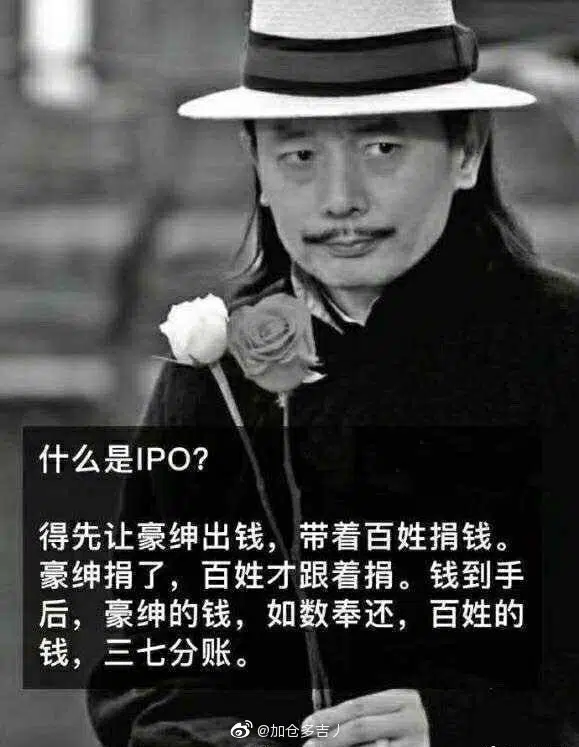 什么是IPO?
得先让豪绅出钱，带着百姓捐钱。
豪绅捐了，百姓才跟着捐。钱到手
后，豪绅的钱，如数奉还，百姓的
钱，三七分账。
@加仓多吉丿